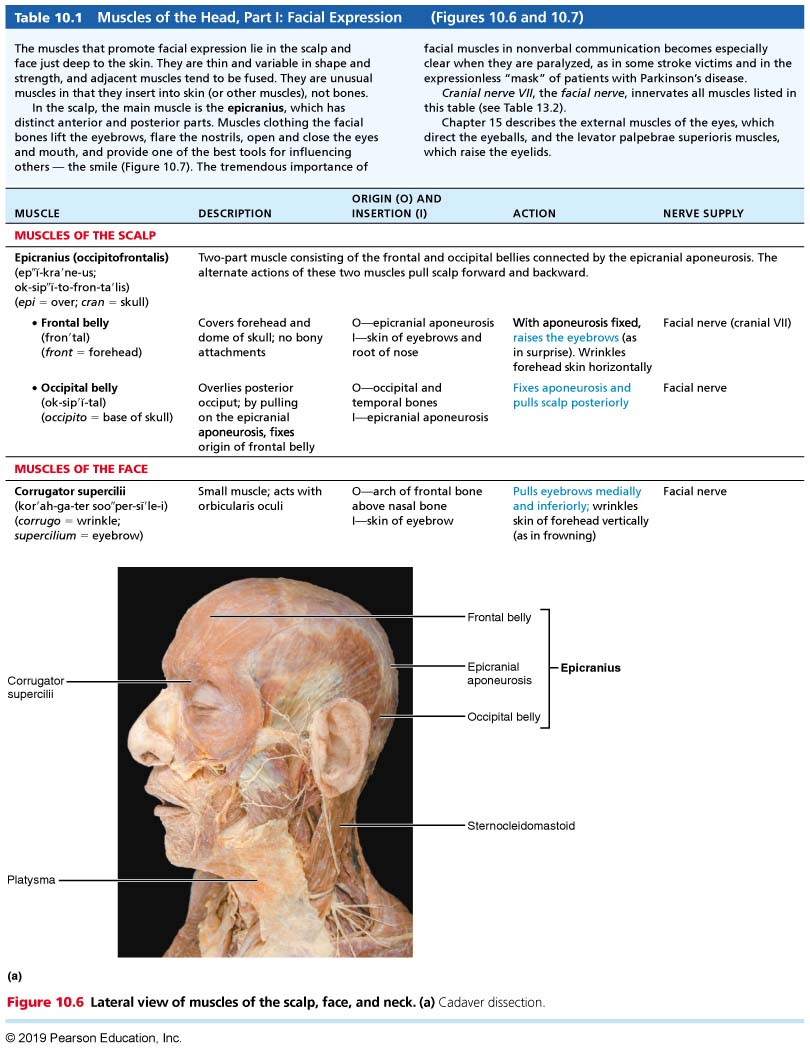 Table 10.1 Muscles of the Head, Part I: Facial Expression (Figures 10.6 and 10.7)
The muscles that promote facial expression lie in the scalp and
face just deep to the skin. They are thin and variable in shape and
strength, and adjacent muscles tend to be fused. They are unusual
muscles in that they insert into skin (or other muscles), not bones.
In the scalp, the main muscle is the epicranius, which has
distinct anterior and posterior parts. Muscles clothing the facial
bones lift the eyebrows, flare the nostrils, open and close the eyes
and mouth, and provide one of the best tools for influencing
others — the smile (Figure 10.7). The tremendous importance of
facial muscles in nonverbal communication becomes especially
clear when they are paralyzed, as in some stroke victims and in the
expressionless “mask” of patients with Parkinson’s disease.
Cranial nerve VII, the facial nerve, innervates all muscles listed in
this table (see Table 13.2).
Chapter 15 describes the external muscles of the eyes, which
direct the eyeballs, and the levator palpebrae superioris muscles,
which raise the eyelids.
MUSCLE
DESCRIPTION
ORIGIN (O) AND
INSERTION (I)
ACTION
NERVE SUPPLY
MUSCLES OF THE SCALP
Epicranius (occipitofrontalis)
(ep″ĭ-kra′ne-us;
ok-sip″ĭ-to-fron-ta′lis)
(epi = over; cran = skull)
Two-part muscle consisting of the frontal and occipital bellies connected by the epicranial aponeurosis. The
alternate actions of these two muscles pull scalp forward and backward.
• Frontal belly
(fron′tal)
(front = forehead)
Covers forehead and
dome of skull; no bony
attachments
O—epicranial aponeurosis
I—skin of eyebrows and
root of nose
With aponeurosis fixed,
raises the eyebrows (as
in surprise). Wrinkles
forehead skin horizontally
Facial nerve (cranial VII)
• Occipital belly
(ok-sip′ĭ-tal)
(occipito = base of skull)
Overlies posterior
occiput; by pulling
on the epicranial
aponeurosis, fixes
origin of frontal belly
O—occipital and
temporal bones
I—epicranial aponeurosis
Fixes aponeurosis and
pulls scalp posteriorly
Facial nerve
MUSCLES OF THE FACE
Corrugator supercilii
(kor′ah-ga-ter soo″per-sĭ′le-i)
(corrugo = wrinkle;
supercilium = eyebrow)
Small muscle; acts with
orbicularis oculi
O—arch of frontal bone
above nasal bone
I—skin of eyebrow
Pulls eyebrows medially
and inferiorly; wrinkles
skin of forehead vertically
(as in frowning)
Facial nerve
Frontal belly
Epicranial
aponeurosis
Epicranius
Occipital belly
Corrugator
supercilii
Sternocleidomastoid
Platysma
(a)
Figure 10.6 Lateral view of muscles of the scalp, face, and neck. (a) Cadaver dissection.
© 2019 Pearson Education, Inc.